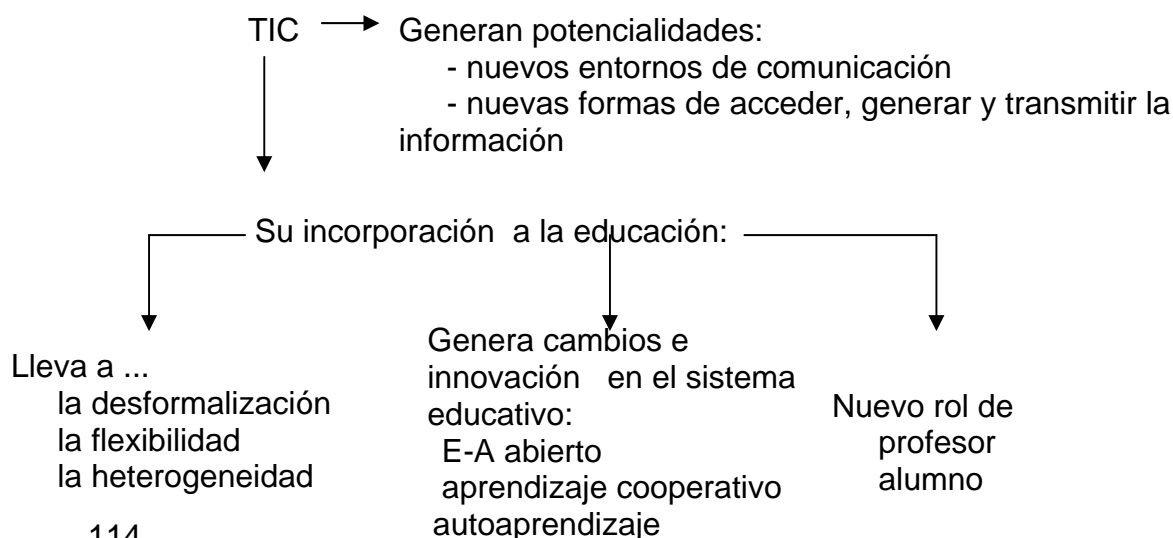 TIC
Generan potencialidades:
- nuevos entornos de comunicación
- nuevas formas de acceder, generar y transmitir la
información
Su incorporación a la educación:
Lleva a ...
la desformalización
la flexibilidad
la heterogeneidad
Genera cambios e
innovación en el sistema
educativo:
E-A abierto
aprendizaje cooperativo
autoaprendizaje
Nuevo rol de
profesor
alumno
114